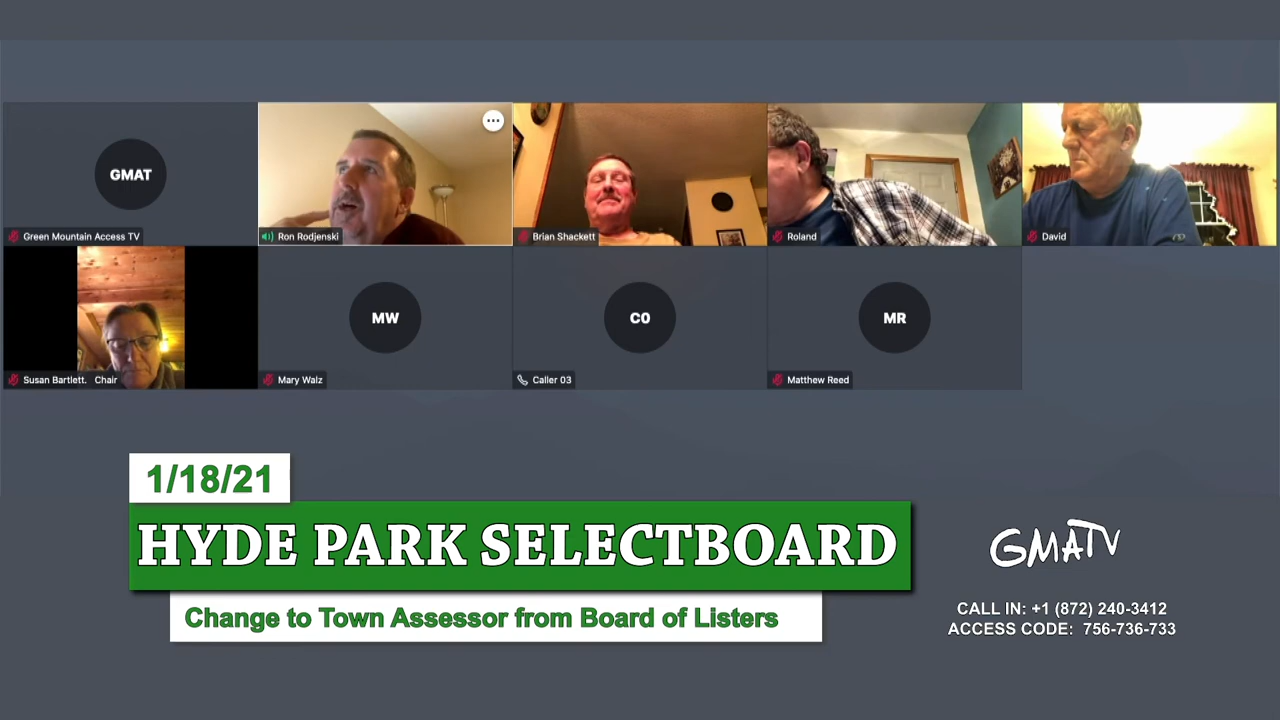 GMAT
Green Mountain Access TV
Ron Rodjenski
Brian Shackett
Roland
David
Susan Bartlett. Chair
MW
Mary Walz
C0
Caller 03
MR
Matthew Reed
1/18/21
HYDE PARK SELECTBOARD
Change to Town Assessor from Board of Listers
GMATV
CALL IN: +1 (872) 240-3412
ACCESS CODE: 756-736-733